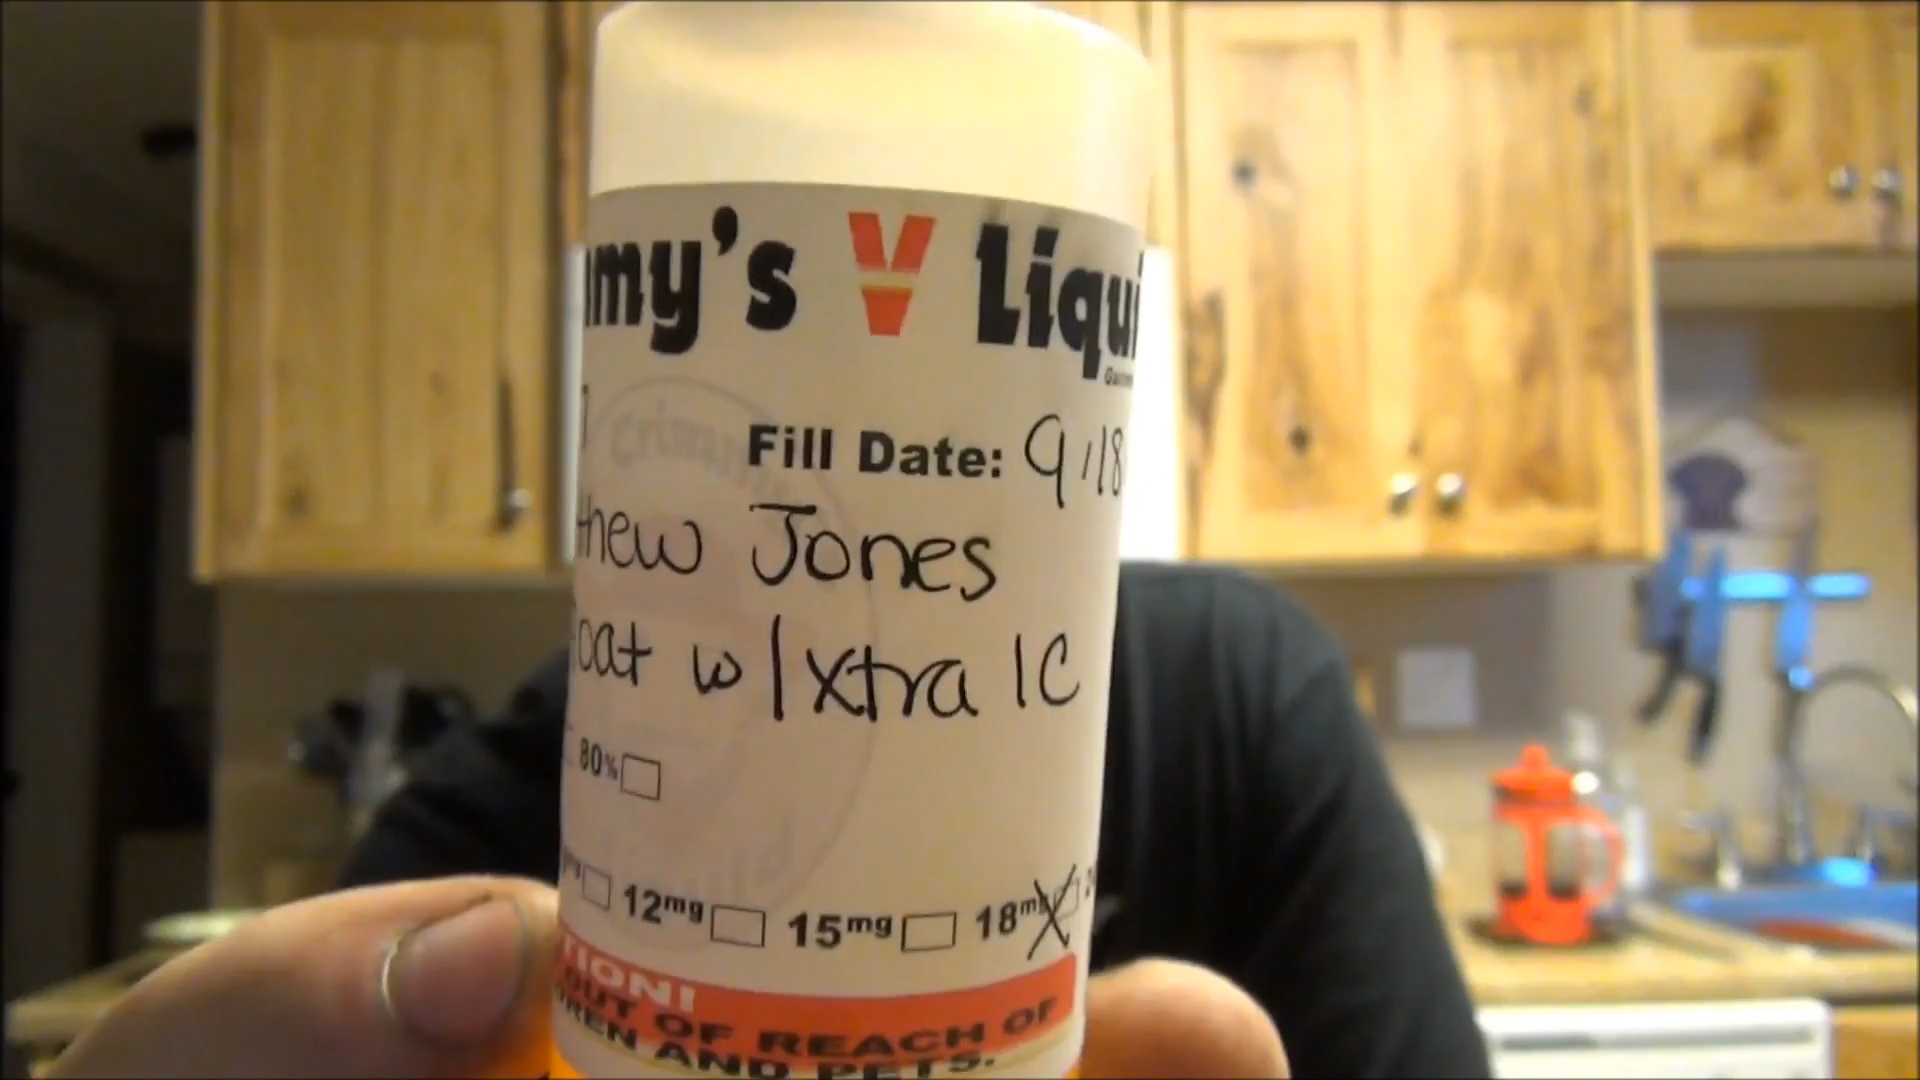 my's V Liqui
Fill Date: 9/18
thew Jones
oat w/xtra IC
80%
12mg 15mg 18mg
TION!
OUT OF REACH OF
REN AND PETS.